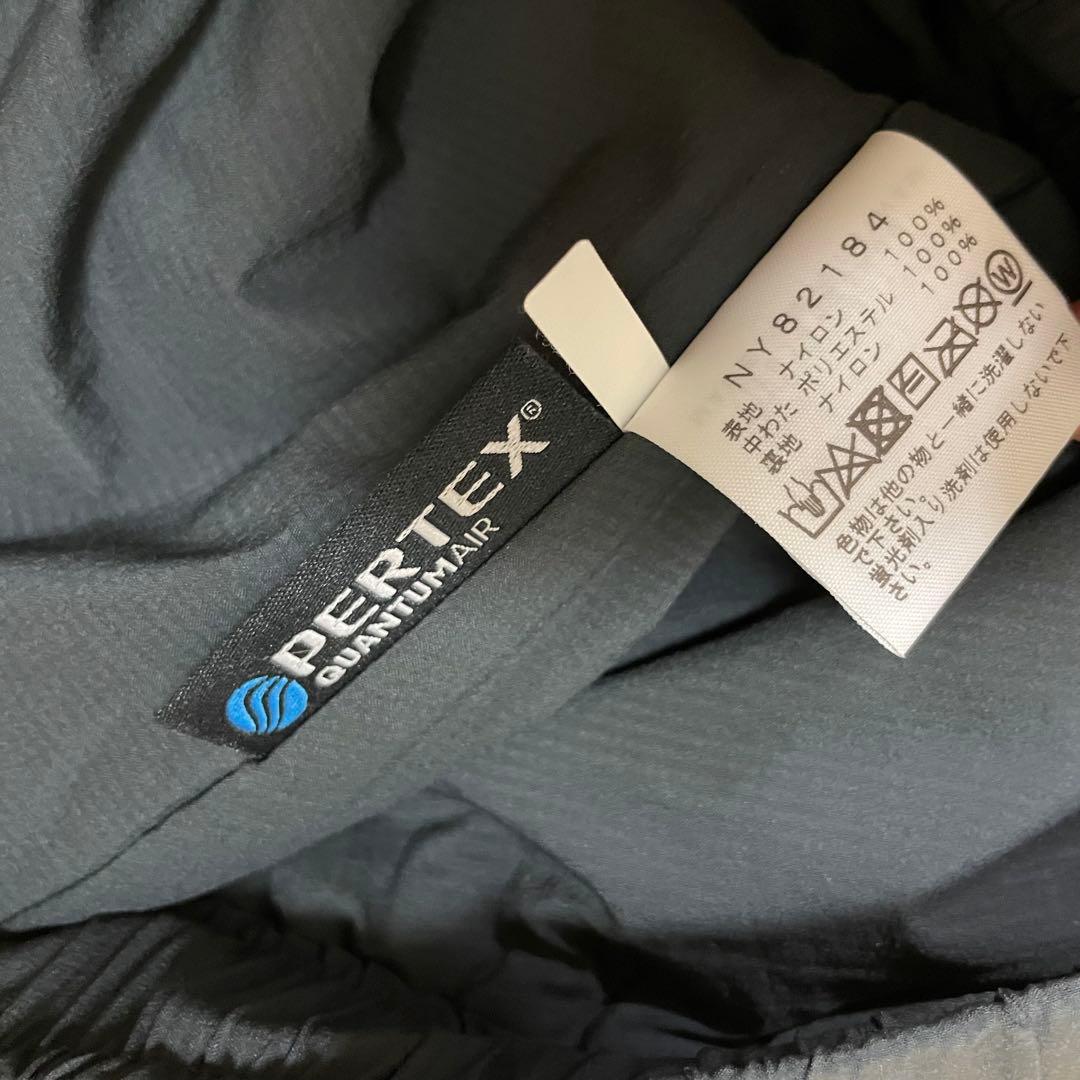 PERTEX®
QUANTUMAIR
NY82184
表地 ナイロン 100%
中わた ポリエステル 100%
裏地 ナイロン 100%
W
色物は他の物と一緒に洗濯しない
で下さい。
蛍光剤入り洗剤は使用しないで下
さい。